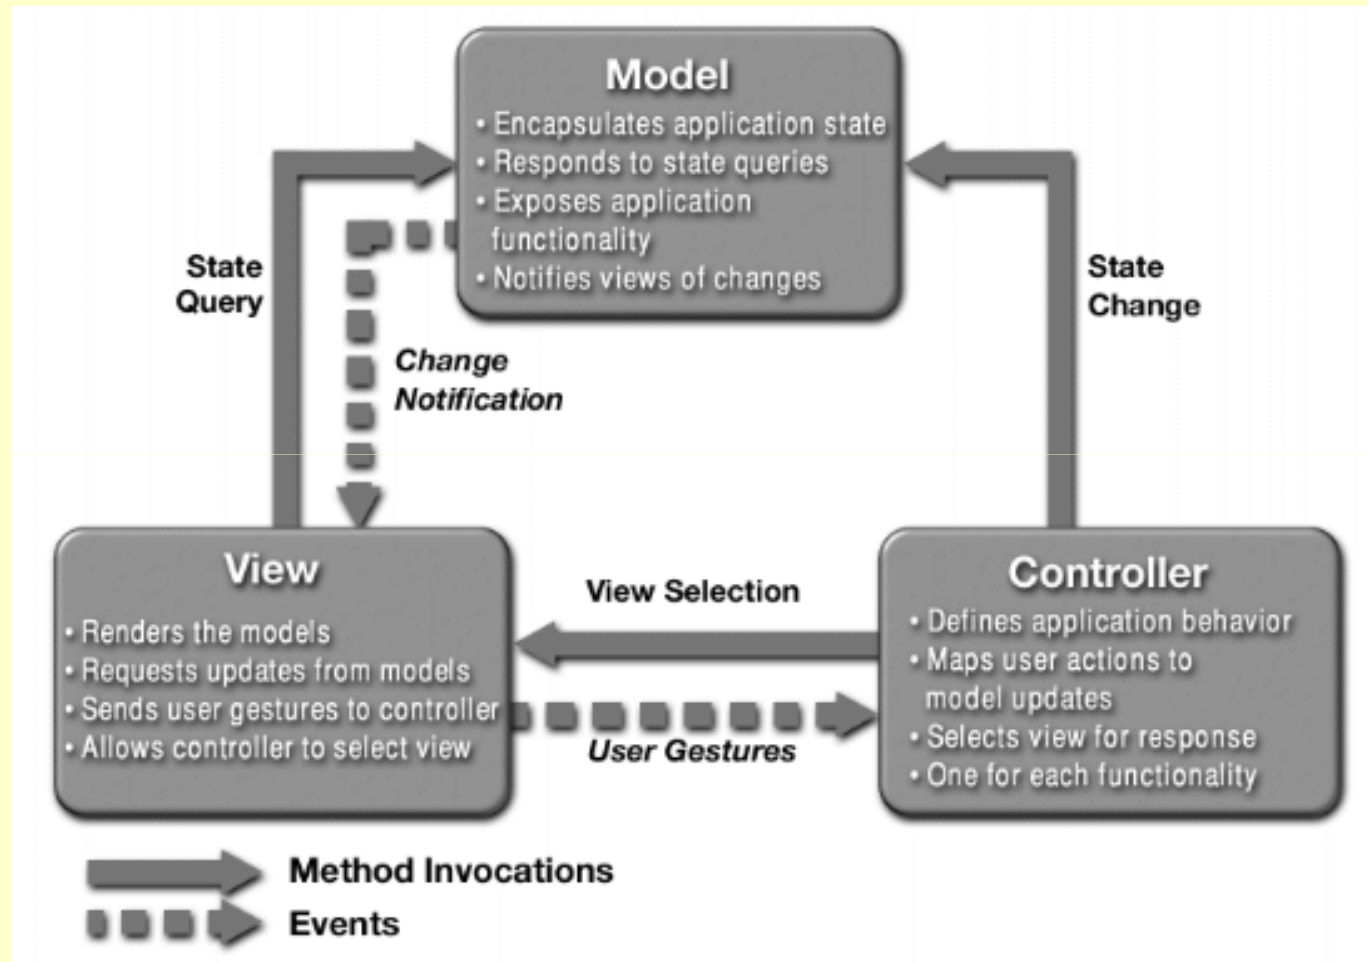 Model
• Encapsulates application state
• Responds to state queries
• Exposes application
functionality
• Notifies views of changes
State
Query
State
Change
Change
Notification
View
• Renders the models
• Requests updates from models
• Sends user gestures to controller
• Allows controller to select view
View Selection
User Gestures
Controller
• Defines application behavior
• Maps user actions to
model updates
• Selects view for response
• One for each functionality
Method Invocations
Events